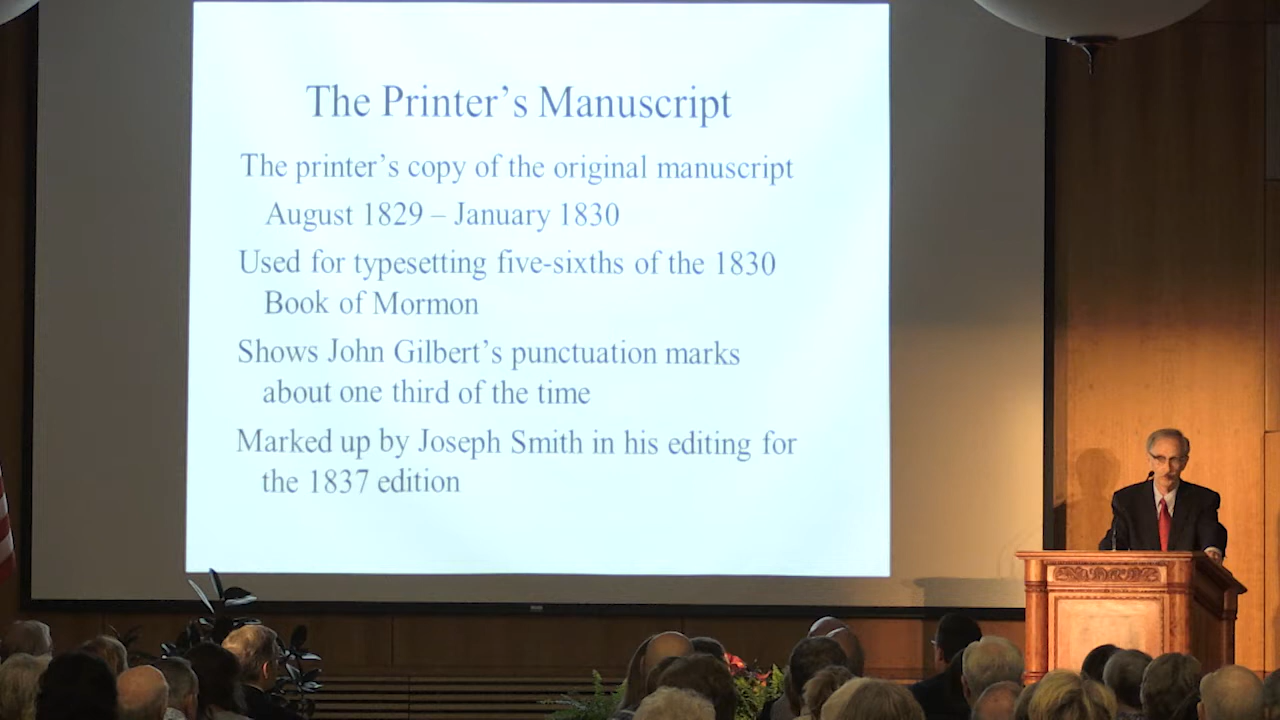 The Printer's Manuscript
The printer's copy of the original manuscript
August 1829 – January 1830
Used for typesetting five-sixths of the 1830
Book of Mormon
Shows John Gilbert's punctuation marks
about one third of the time
Marked up by Joseph Smith in his editing for
the 1837 edition